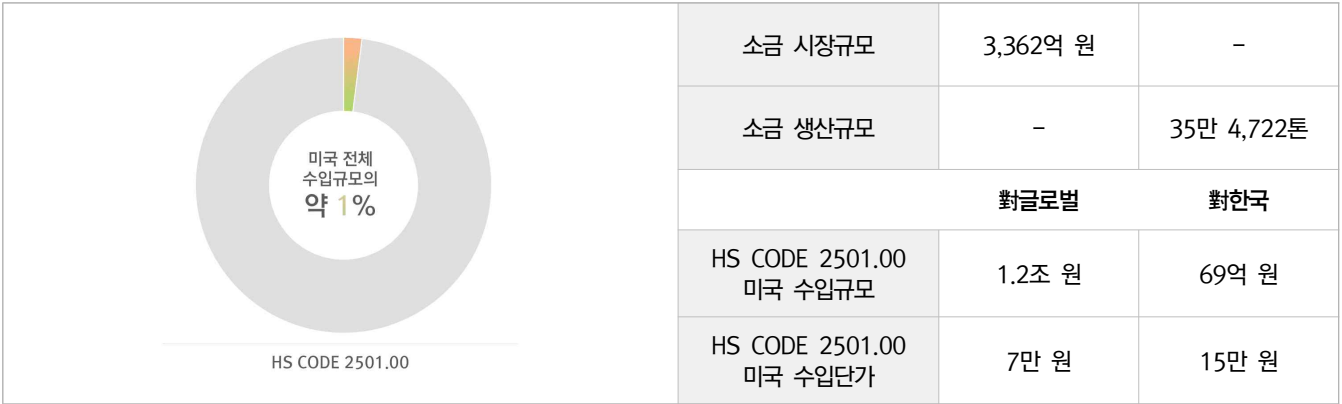 미국 전체
수입규모의
약 1%
HS CODE 2501.00
소금 시장규모 3,362억 원 -
소금 생산규모 - 35만 4,722톤
對글로벌 對한국
HS CODE 2501.00
미국 수입규모
1.2조 원 69억 원
HS CODE 2501.00
미국 수입단가
7만 원 15만 원